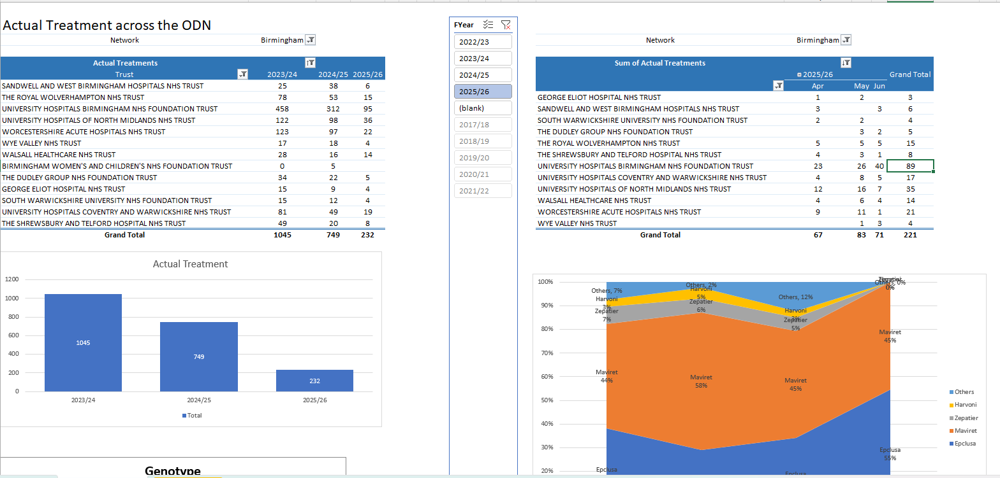 Actual Treatment across the ODN
Network Birmingham
Actual Treatments
Trust 2023/24 2024/25 2025/26
SANDWELL AND WEST BIRMINGHAM HOSPITALS NHS TRUST 25 38 6
THE ROYAL WOLVERHAMPTON NHS TRUST 78 53 15
UNIVERSITY HOSPITALS BIRMINGHAM NHS FOUNDATION TRUST 458 312 95
UNIVERSITY HOSPITALS OF NORTH MIDLANDS NHS TRUST 122 98 36
WORCESTERSHIRE ACUTE HOSPITALS NHS TRUST 123 97 22
WYE VALLEY NHS TRUST 17 18 4
WALSALL HEALTHCARE NHS TRUST 28 16 14
BIRMINGHAM WOMEN'S AND CHILDREN'S NHS FOUNDATION TRUST 0 5
THE DUDLEY GROUP NHS FOUNDATION TRUST 34 22 5
GEORGE ELIOT HOSPITAL NHS TRUST 15 9 4
SOUTH WARWICKSHIRE UNIVERSITY NHS FOUNDATION TRUST 15 12 4
UNIVERSITY HOSPITALS COVENTRY AND WARWICKSHIRE NHS TRUST 81 49 19
THE SHREWSBURY AND TELFORD HOSPITAL NHS TRUST 49 20 8
Grand Total 1045 749 232
Actual Treatment
1200
1000
800
600
400
200
0
1045
749
232
2023/24 2024/25 2025/26
Total
Genotype
FYear
2022/23
2023/24
2024/25
2025/26
(blank)
2017/18
2018/19
2019/20
2020/21
2021/22
Network Birmingham
Sum of Actual Treatments
2025/26 Grand Total
Apr May Jun
GEORGE ELIOT HOSPITAL NHS TRUST 1 2 3
SANDWELL AND WEST BIRMINGHAM HOSPITALS NHS TRUST 3 3 6
SOUTH WARWICKSHIRE UNIVERSITY NHS FOUNDATION TRUST 2 2 4
THE DUDLEY GROUP NHS FOUNDATION TRUST 3 2 5
THE ROYAL WOLVERHAMPTON NHS TRUST 5 5 5 15
THE SHREWSBURY AND TELFORD HOSPITAL NHS TRUST 4 3 1 8
UNIVERSITY HOSPITALS BIRMINGHAM NHS FOUNDATION TRUST 23 26 40 89
UNIVERSITY HOSPITALS COVENTRY AND WARWICKSHIRE NHS TRUST 4 8 5 17
UNIVERSITY HOSPITALS OF NORTH MIDLANDS NHS TRUST 12 16 7 35
WALSALL HEALTHCARE NHS TRUST 4 6 4 14
WORCESTERSHIRE ACUTE HOSPITALS NHS TRUST 9 11 1 21
WYE VALLEY NHS TRUST 1 3 4
Grand Total 67 83 71 221
100%
90%
80%
70%
60%
50%
40%
30%
20%
Others, 7%
Harvoni
3%
Zepatier
7%
Maviret
44%
Epclusa
Others, 2%
Harvoni
5%
Zepatier
6%
Maviret
58%
Others, 12%
Harvoni
3%
Zepatier
5%
Maviret
45%
Epclusa
Zepatier
Others, 0%
0%
Maviret
45%
Epclusa
55%
Others
Harvoni
Zepatier
Maviret
Epclusa